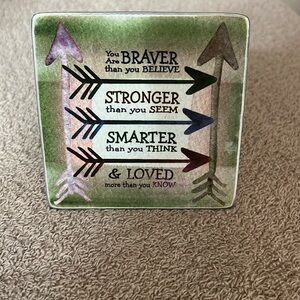 You Are BRAVER
than you BELIEVE
STRONGER
than you SEEM
SMARTER
than you THINK
& LOVED
more than you KNOW